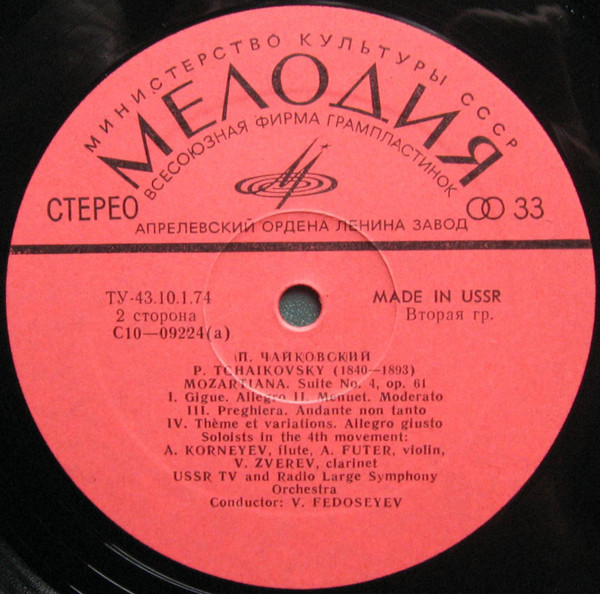 МИНИСТЕРСТВО КУЛЬТУРЫ СССР
МЕЛОДИЯ
ВСЕСОЮЗНАЯ ФИРМА ГРАМПЛАСТИНОК
СТЕРЕО 33
АПРЕЛЕВСКИЙ ОРДЕНА ЛЕНИНА ЗАВОД
ТУ-43.10.1.74 MADE IN USSR
2 сторона Вторая гр.
С10—09224(а)
П. ЧАЙКОВСКИЙ
P. TCHAIKOVSKY (1840—1893)
MOZARTIANA. Suite No. 4, op. 61
I. Gigue. Allegro II. Menuet. Moderato
III. Preghiera. Andante non tanto
IV. Thème et variations. Allegro giusto
Soloists in the 4th movement:
A. KORNEYEV, flute, A. FUTER, violin,
V. ZVEREV, clarinet
USSR TV and Radio Large Symphony
Orchestra
Conductor: V. FEDOSEYEV